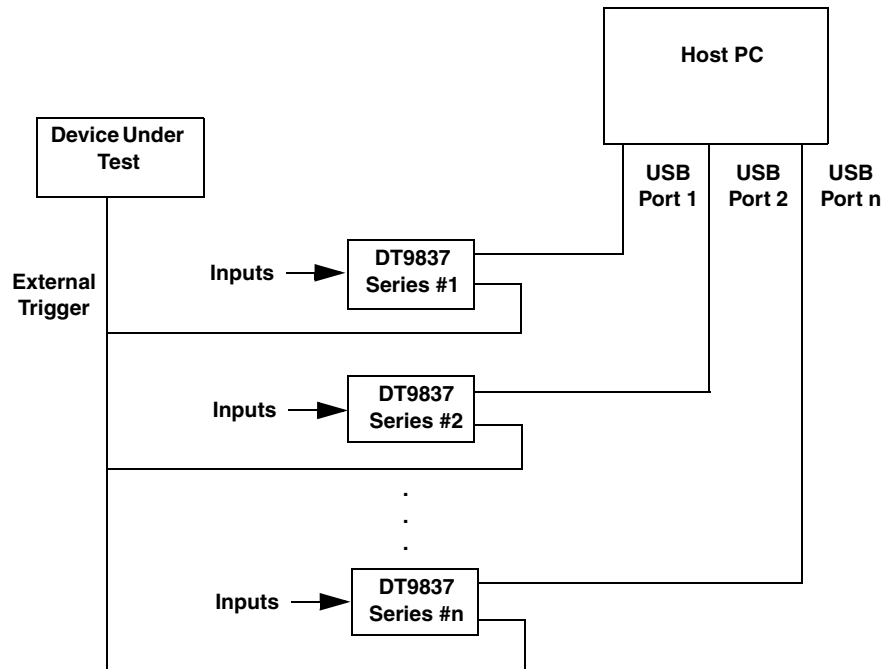 Host PC
Device Under
Test
USB
Port 1
USB
Port 2
USB
Port n
External
Trigger
Inputs
DT9837
Series #1
Inputs
DT9837
Series #2
.
.
.
Inputs
DT9837
Series #n